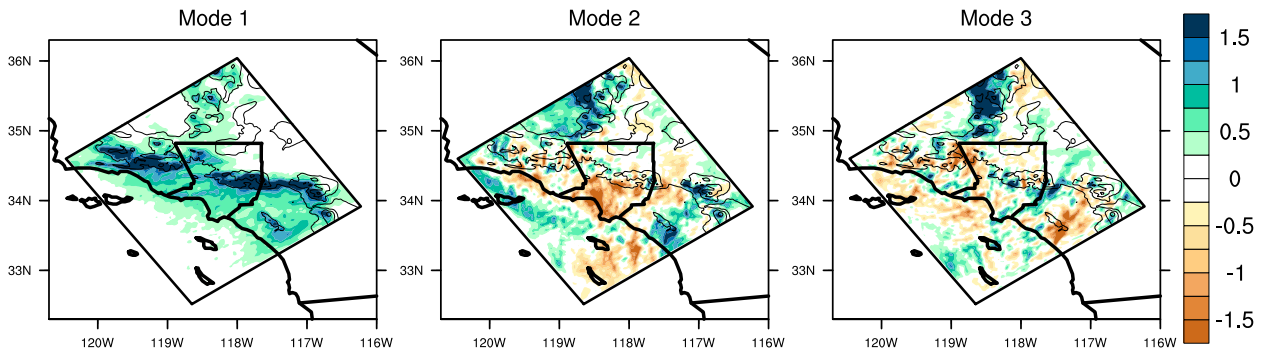 Mode 1
Mode 2
Mode 3
36N
35N
34N
33N
120W 119W 118W 117W 116W
36N
35N
34N
33N
120W 119W 118W 117W 116W
36N
35N
34N
33N
120W 119W 118W 117W 116W
1.5
1
0.5
0
-0.5
-1
-1.5